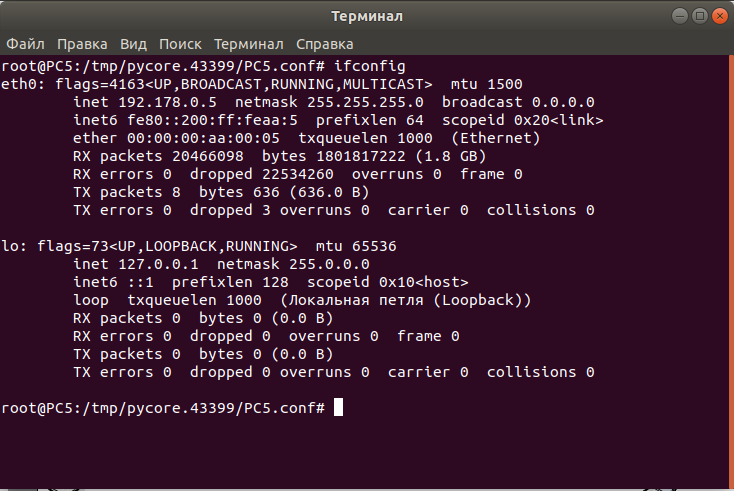 Терминал
Файл Правка Вид Поиск Терминал Справка
root@PC5:/tmp/pycore.43399/PC5.conf# ifconfig
eth0: flags=4163<UP,BROADCAST,RUNNING,MULTICAST>  mtu 1500
        inet 192.178.0.5  netmask 255.255.255.0  broadcast 0.0.0.0
        inet6 fe80::200:ff:feaa:5  prefixlen 64  scopeid 0x20<link>
        ether 00:00:00:aa:00:05  txqueuelen 1000  (Ethernet)
        RX packets 20466098  bytes 1801817222 (1.8 GB)
        RX errors 0  dropped 22534260  overruns 0  frame 0
        TX packets 8  bytes 636 (636.0 B)
        TX errors 0  dropped 3 overruns 0  carrier 0  collisions 0
lo: flags=73<UP,LOOPBACK,RUNNING>  mtu 65536
        inet 127.0.0.1  netmask 255.0.0.0
        inet6 ::1  prefixlen 128  scopeid 0x10<host>
        loop  txqueuelen 1000  (Локальная петля (Loopback))
        RX packets 0  bytes 0 (0.0 B)
        RX errors 0  dropped 0  overruns 0  frame 0
        TX packets 0  bytes 0 (0.0 B)
        TX errors 0  dropped 0 overruns 0  carrier 0  collisions 0
root@PC5:/tmp/pycore.43399/PC5.conf#